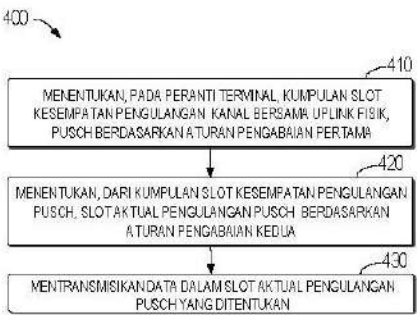 400
410
MENENTUKAN, PADA PERANTI TERMINAL, KUMPULAN SLOT
KESEMPATAN PENGULANGAN KANAL BERSAMA UPLINK FISIK,
PUSCH BERDASARKAN ATURAN PENGABAIAN PERTAMA
420
MENENTUKAN, DARI KUMPULAN SLOT KESEMPATAN PENGULANGAN
PUSCH, SLOT AKTUAL PENGULANGAN PUSCH BERDASARKAN
ATURAN PENGABAIAN KEDUA
430
MENTRANSMISIKAN DATA DALAM SLOT AKTUAL PENGULANGAN
PUSCH YANG DITENTUKAN